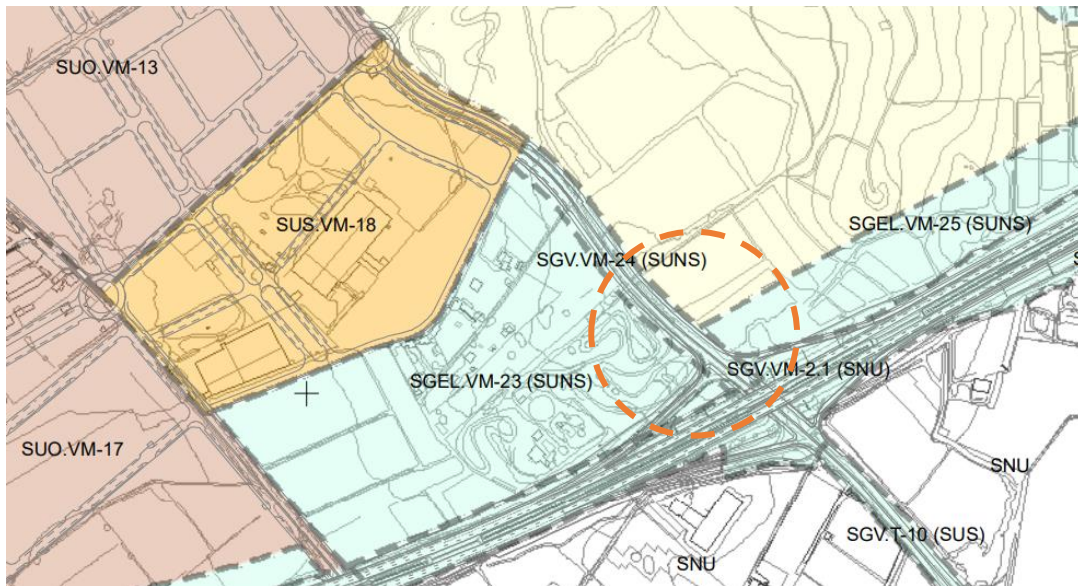 SUO.VM-13
SUS.VM-18
SGEL.VM-25 (SUNS)
SGV.VM-24 (SUNS)
SGV.VM-2.1 (SNU)
SGEL.VM-23 (SUNS)
SUO.VM-17
SNU
SGV.T-10 (SUS)
SNU
S